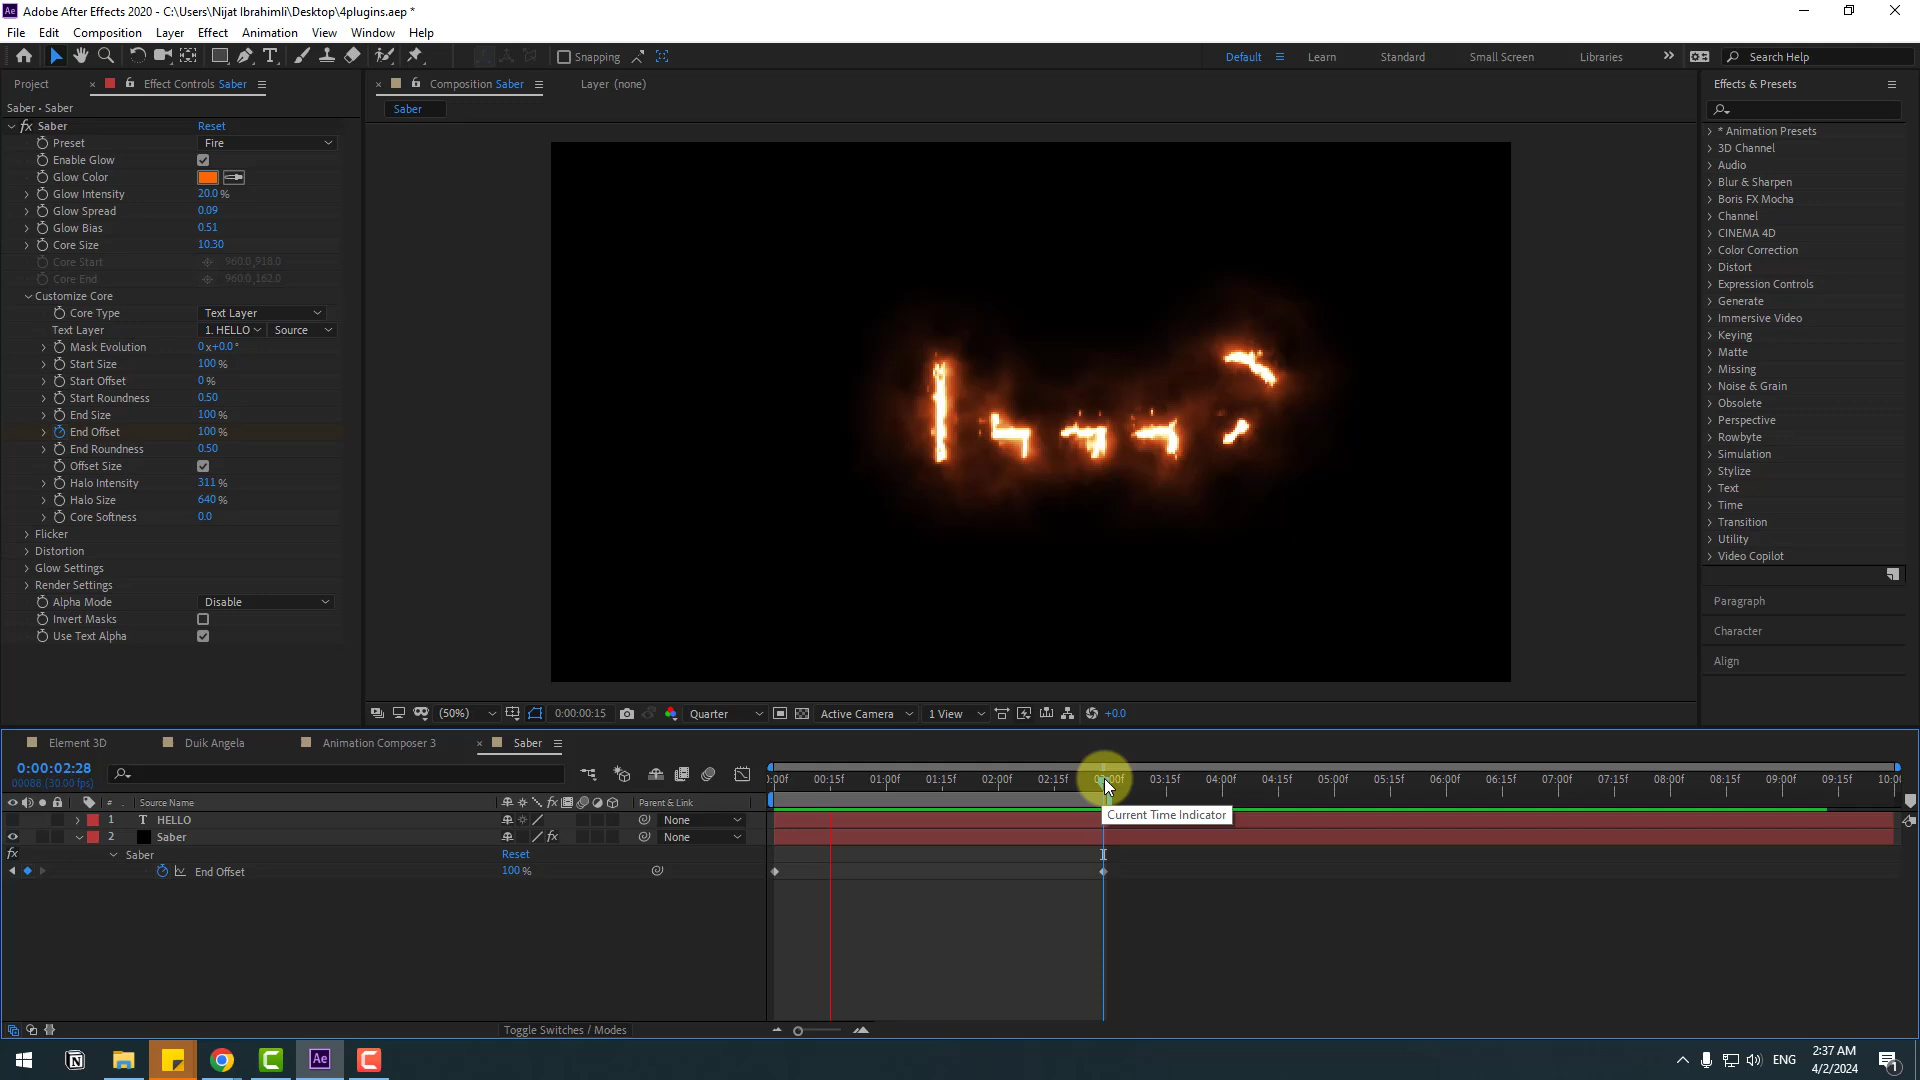 Adobe After Effects 2020 - C:\Users\Nijat Ibrahimli\Desktop\4plugins.aep *
File Edit Composition Layer Effect Animation View Window Help
Snapping
Default Learn Standard Small Screen Libraries Search Help
Project Effect Controls Saber
Composition Saber Layer (none)
Effects & Presets
Saber • Saber
Saber
Saber Reset
Preset Fire
Enable Glow
Glow Color
Glow Intensity 20.0 %
Glow Spread 0.09
Glow Bias 0.51
Core Size 10.30
Core Start 960.0,918.0
Core End 960.0,162.0
Customize Core
Core Type Text Layer
Text Layer 1. HELLO Source
Mask Evolution 0x+0.0°
Start Size 100 %
Start Offset 0 %
Start Roundness 0.50
End Size 100 %
End Offset 100 %
End Roundness 0.50
Offset Size
Halo Intensity 311 %
Halo Size 640 %
Core Softness 0.0
Flicker
Distortion
Glow Settings
Render Settings
Alpha Mode Disable
Invert Masks
Use Text Alpha
* Animation Presets
3D Channel
Audio
Blur & Sharpen
Boris FX Mocha
Channel
CINEMA 4D
Color Correction
Distort
Expression Controls
Generate
Immersive Video
Keying
Matte
Missing
Noise & Grain
Obsolete
Perspective
Rowbyte
Simulation
Stylize
Text
Time
Transition
Utility
Video Copilot
Paragraph
Character
Align
(50%) 0:00:00:15 Quarter Active Camera 1 View +0.0
Element 3D Duik Angela Animation Composer 3 Saber
0:00:02:28
00088 (30.00 fps)
:00f 00:15f 01:00f 01:15f 02:00f 02:15f 03:00f 03:15f 04:00f 04:15f 05:00f 05:15f 06:00f 06:15f 07:00f 07:15f 08:00f 08:15f 09:00f 09:15f 10:0
# Source Name Parent & Link
Current Time Indicator
1 T HELLO None
2 Saber fx None
fx Saber Reset
End Offset 100 %
Toggle Switches / Modes
Ae
ENG
2:37 AM
4/2/2024
1